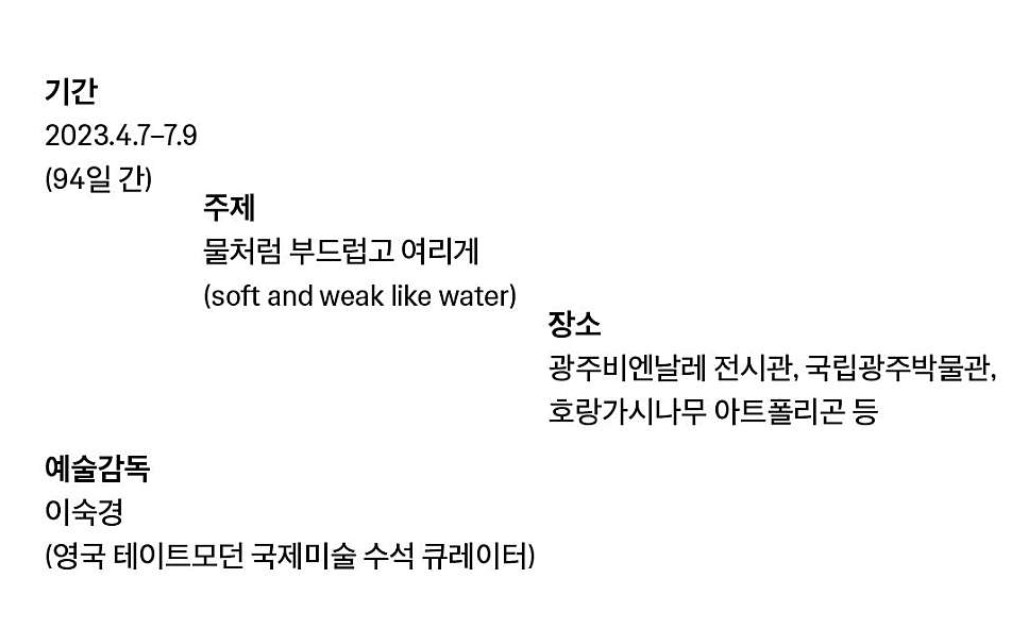 기간
2023.4.7–7.9
(94일 간)
주제
물처럼 부드럽고 여리게
(soft and weak like water)
장소
광주비엔날레 전시관, 국립광주박물관,
호랑가시나무 아트폴리곤 등
예술감독
이숙경
(영국 테이트모던 국제미술 수석 큐레이터)